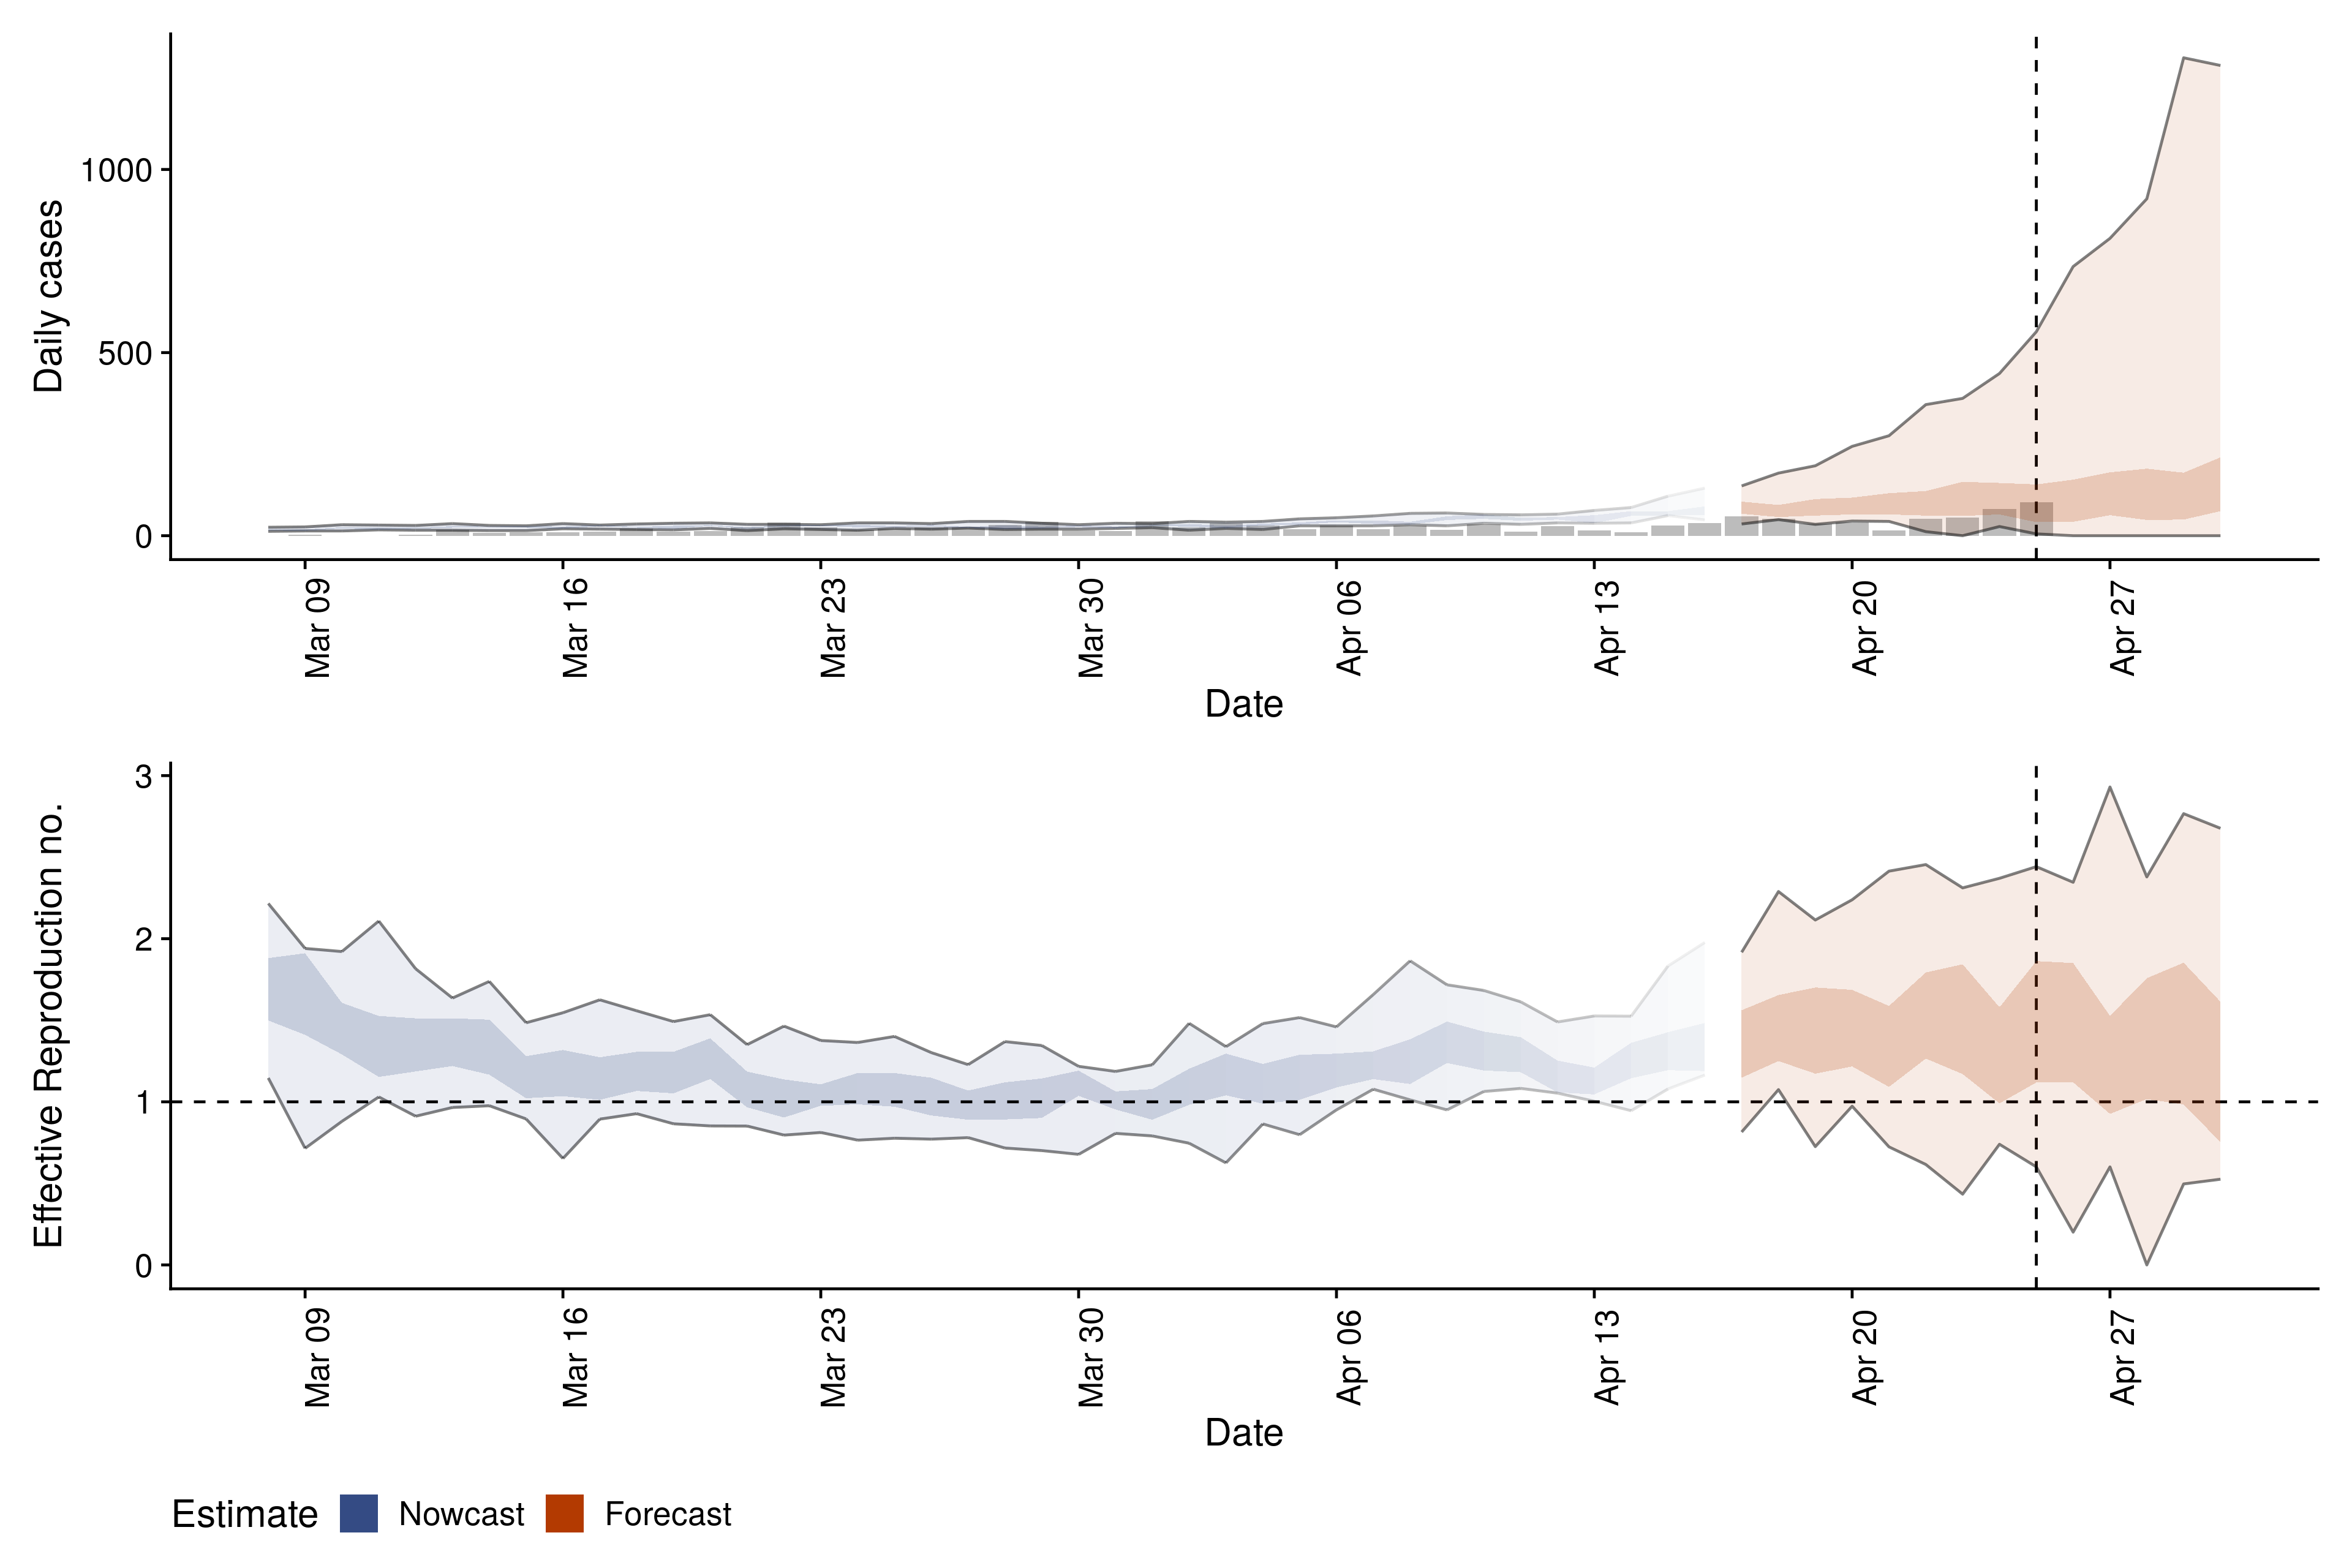 Daily cases
1000
500
0
Mar 09
Mar 16
Mar 23
Mar 30
Apr 06
Apr 13
Apr 20
Apr 27
Date
Effective Reproduction no.
3
2
1
0
Mar 09
Mar 16
Mar 23
Mar 30
Apr 06
Apr 13
Apr 20
Apr 27
Date
Estimate Nowcast Forecast